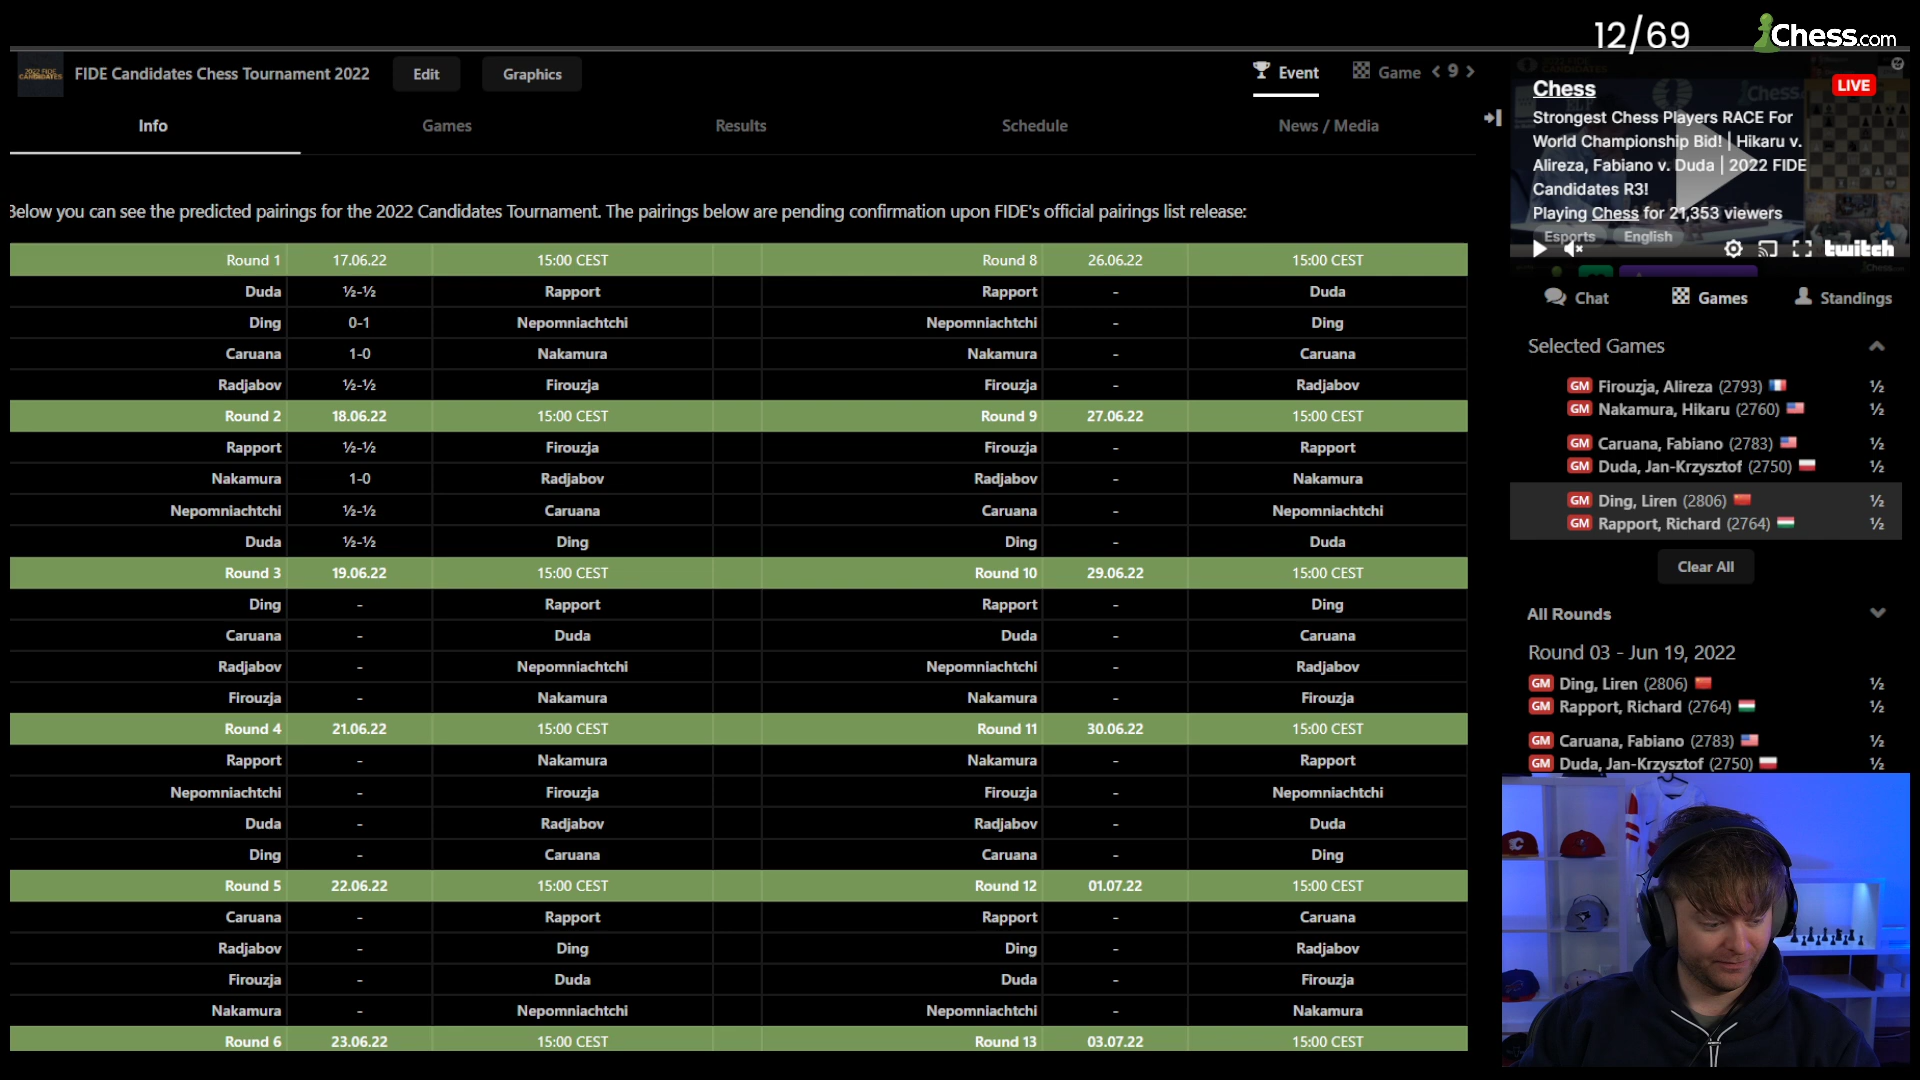 12/69
Chess.com
FIDE Candidates Chess Tournament 2022
Edit
Graphics
Event
Game < 9 >
Info
Games
Results
Schedule
News / Media
Below you can see the predicted pairings for the 2022 Candidates Tournament. The pairings below are pending confirmation upon FIDE's official pairings list release:
Round 1 17.06.22 15:00 CEST Round 8 26.06.22 15:00 CEST
Duda ½-½ Rapport Rapport - Duda
Ding 0-1 Nepomniachtchi Nepomniachtchi - Ding
Caruana 1-0 Nakamura Nakamura - Caruana
Radjabov ½-½ Firouzja Firouzja - Radjabov
Round 2 18.06.22 15:00 CEST Round 9 27.06.22 15:00 CEST
Rapport ½-½ Firouzja Firouzja - Rapport
Nakamura 1-0 Radjabov Radjabov - Nakamura
Nepomniachtchi ½-½ Caruana Caruana - Nepomniachtchi
Duda ½-½ Ding Ding - Duda
Round 3 19.06.22 15:00 CEST Round 10 29.06.22 15:00 CEST
Ding - Rapport Rapport - Ding
Caruana - Duda Duda - Caruana
Radjabov - Nepomniachtchi Nepomniachtchi - Radjabov
Firouzja - Nakamura Nakamura - Firouzja
Round 4 21.06.22 15:00 CEST Round 11 30.06.22 15:00 CEST
Rapport - Nakamura Nakamura - Rapport
Nepomniachtchi - Firouzja Firouzja - Nepomniachtchi
Duda - Radjabov Radjabov - Duda
Ding - Caruana Caruana - Ding
Round 5 22.06.22 15:00 CEST Round 12 01.07.22 15:00 CEST
Caruana - Rapport Rapport - Caruana
Radjabov - Ding Ding - Radjabov
Firouzja - Duda Duda - Firouzja
Nakamura - Nepomniachtchi Nepomniachtchi - Nakamura
Round 6 23.06.22 15:00 CEST Round 13 03.07.22 15:00 CEST
Chess
LIVE
Strongest Chess Players RACE For
World Championship Bid! | Hikaru v.
Alireza, Fabiano v. Duda | 2022 FIDE
Candidates R3!
Playing Chess for 21,353 viewers
Esports English
twitch
Chat
Games
Standings
Selected Games
GM Firouzja, Alireza (2793) ½
GM Nakamura, Hikaru (2760) ½
GM Caruana, Fabiano (2783) ½
GM Duda, Jan-Krzysztof (2750) ½
GM Ding, Liren (2806) ½
GM Rapport, Richard (2764) ½
Clear All
All Rounds
Round 03 - Jun 19, 2022
GM Ding, Liren (2806) ½
GM Rapport, Richard (2764) ½
GM Caruana, Fabiano (2783) ½
GM Duda, Jan-Krzysztof (2750) ½